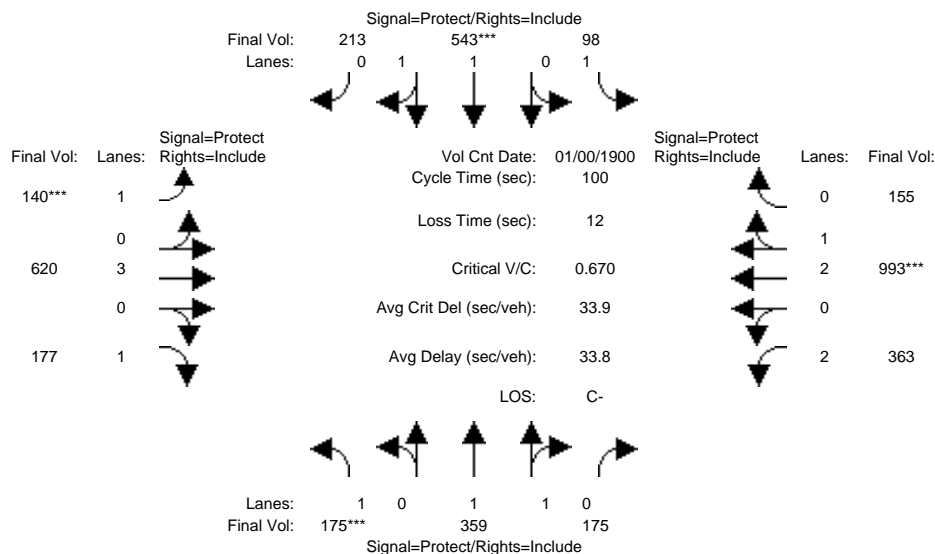 Signal=Protect/Rights=Include
Final Vol: 213 543*** 98
Lanes: 0 1 1 0 1
Signal=Protect Signal=Protect
Final Vol: Lanes: Rights=Include Vol Cnt Date: 01/00/1900 Rights=Include Lanes: Final Vol:
Cycle Time (sec): 100
140*** 1 0 155
Loss Time (sec): 12
0 1
620 3 Critical V/C: 0.670 2 993***
0 Avg Crit Del (sec/veh): 33.9 0
177 1 Avg Delay (sec/veh): 33.8 2 363
LOS: C-
Lanes: 1 0 1 1 0
Final Vol: 175*** 359 175
Signal=Protect/Rights=Include